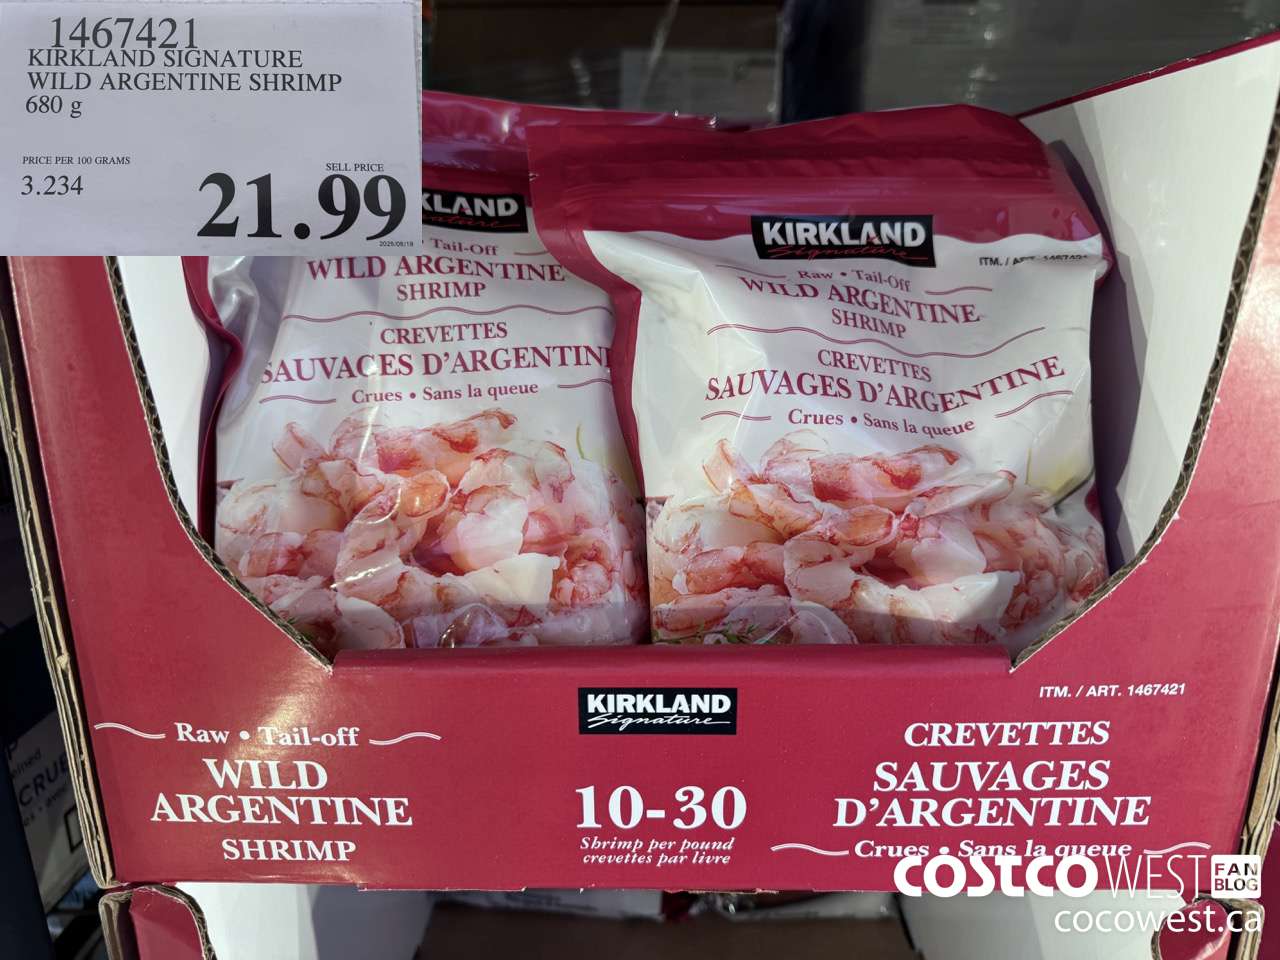 1467421
KIRKLAND SIGNATURE
WILD ARGENTINE SHRIMP
680 g
PRICE PER 100 GRAMS
3.234
SELL PRICE
21.99
Tail-Off
WILD ARGENTINE
SHRIMP
CREVETTES
SAUVAGES D'ARGENTIN
Crues • Sans la queue
KIRKLAND
Signature
Raw • Tail-Off
WILD ARGENTINE
SHRIMP
CREVETTES
SAUVAGES D'ARGENTINE
Crues • Sans la queue
ITM. / ART. 1467421
KIRKLAND
Signature
Raw • Tail-off
WILD
ARGENTINE
SHRIMP
10-30
Shrimp per pound
crevettes par livre
CREVETTES
SAUVAGES
D'ARGENTINE
Crues • Sans la queue
COSTCO WEST FAN BLOG
cocowest.ca